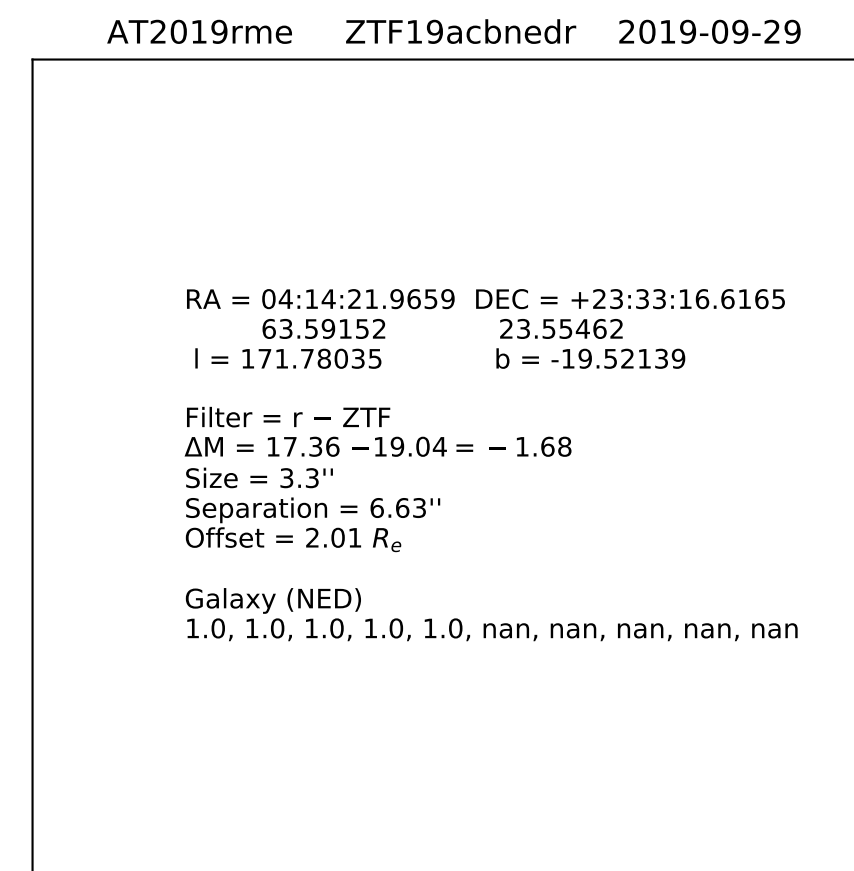 AT2019rme ZTF19acbnedr 2019-09-29
RA = 04:14:21.9659 DEC = +23:33:16.6165
63.59152 23.55462
l = 171.78035 b = -19.52139
Filter = r − ZTF
ΔM = 17.36 −19.04 = − 1.68
Size = 3.3''
Separation = 6.63''
Offset = 2.01 Re
Galaxy (NED)
1.0, 1.0, 1.0, 1.0, 1.0, nan, nan, nan, nan, nan